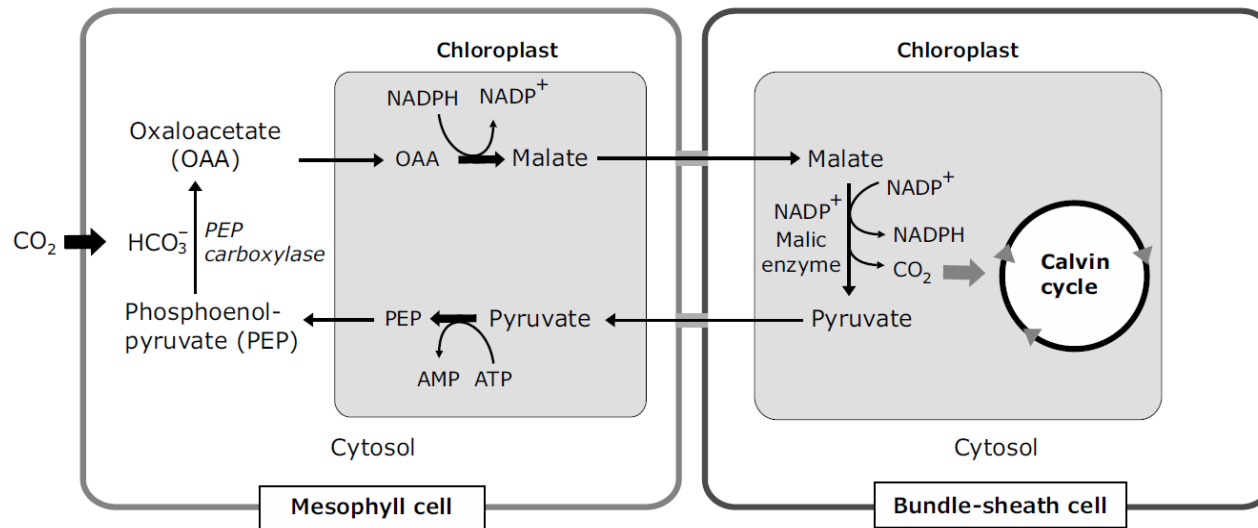 Chloroplast
NADPH NADP+
Oxaloacetate
(OAA)
OAA
Malate
CO2
HCO3−
PEP
carboxylase
Phosphoenol-
pyruvate (PEP)
PEP
Pyruvate
AMP ATP
Cytosol
Mesophyll cell
Chloroplast
Malate
NADP+
NADP+
Malic
enzyme
NADPH
CO2
Pyruvate
Calvin
cycle
Cytosol
Bundle-sheath cell